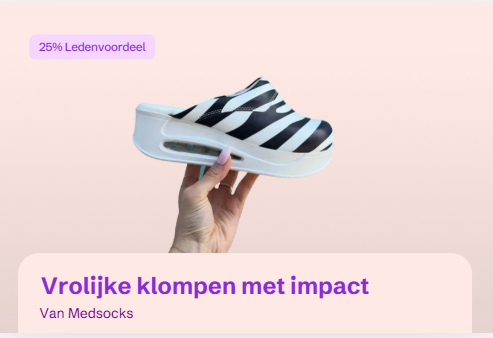 25% Ledenvoordeel
Vrolijke klompen met impact
Van Medsocks